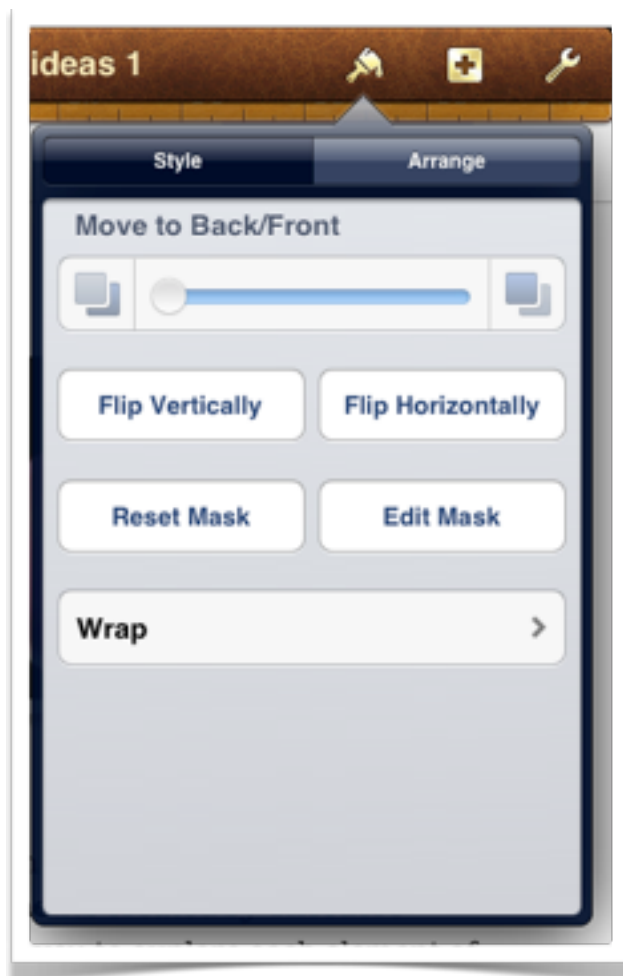 ideas 1
Style Arrange
Move to Back/Front
Flip Vertically Flip Horizontally
Reset Mask Edit Mask
Wrap